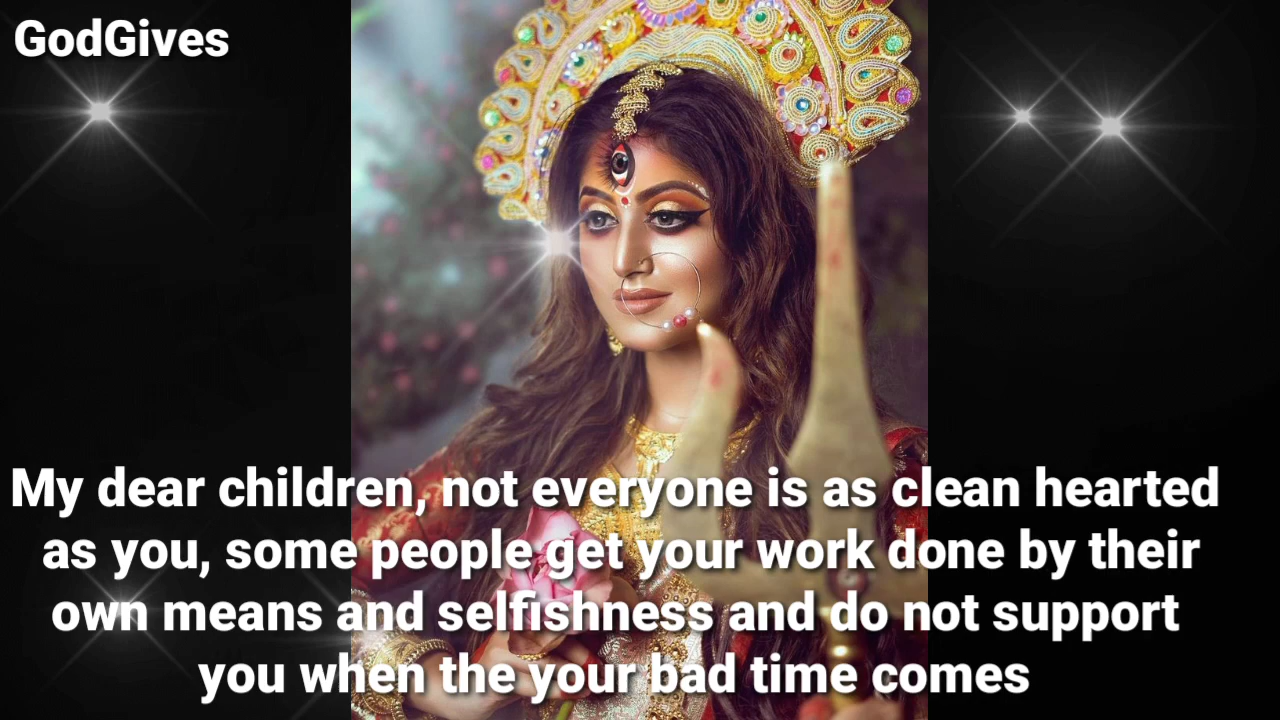 GodGives
My dear children, not everyone is as clean hearted
as you, some people get your work done by their
own means and selfishness and do not support
you when the your bad time comes